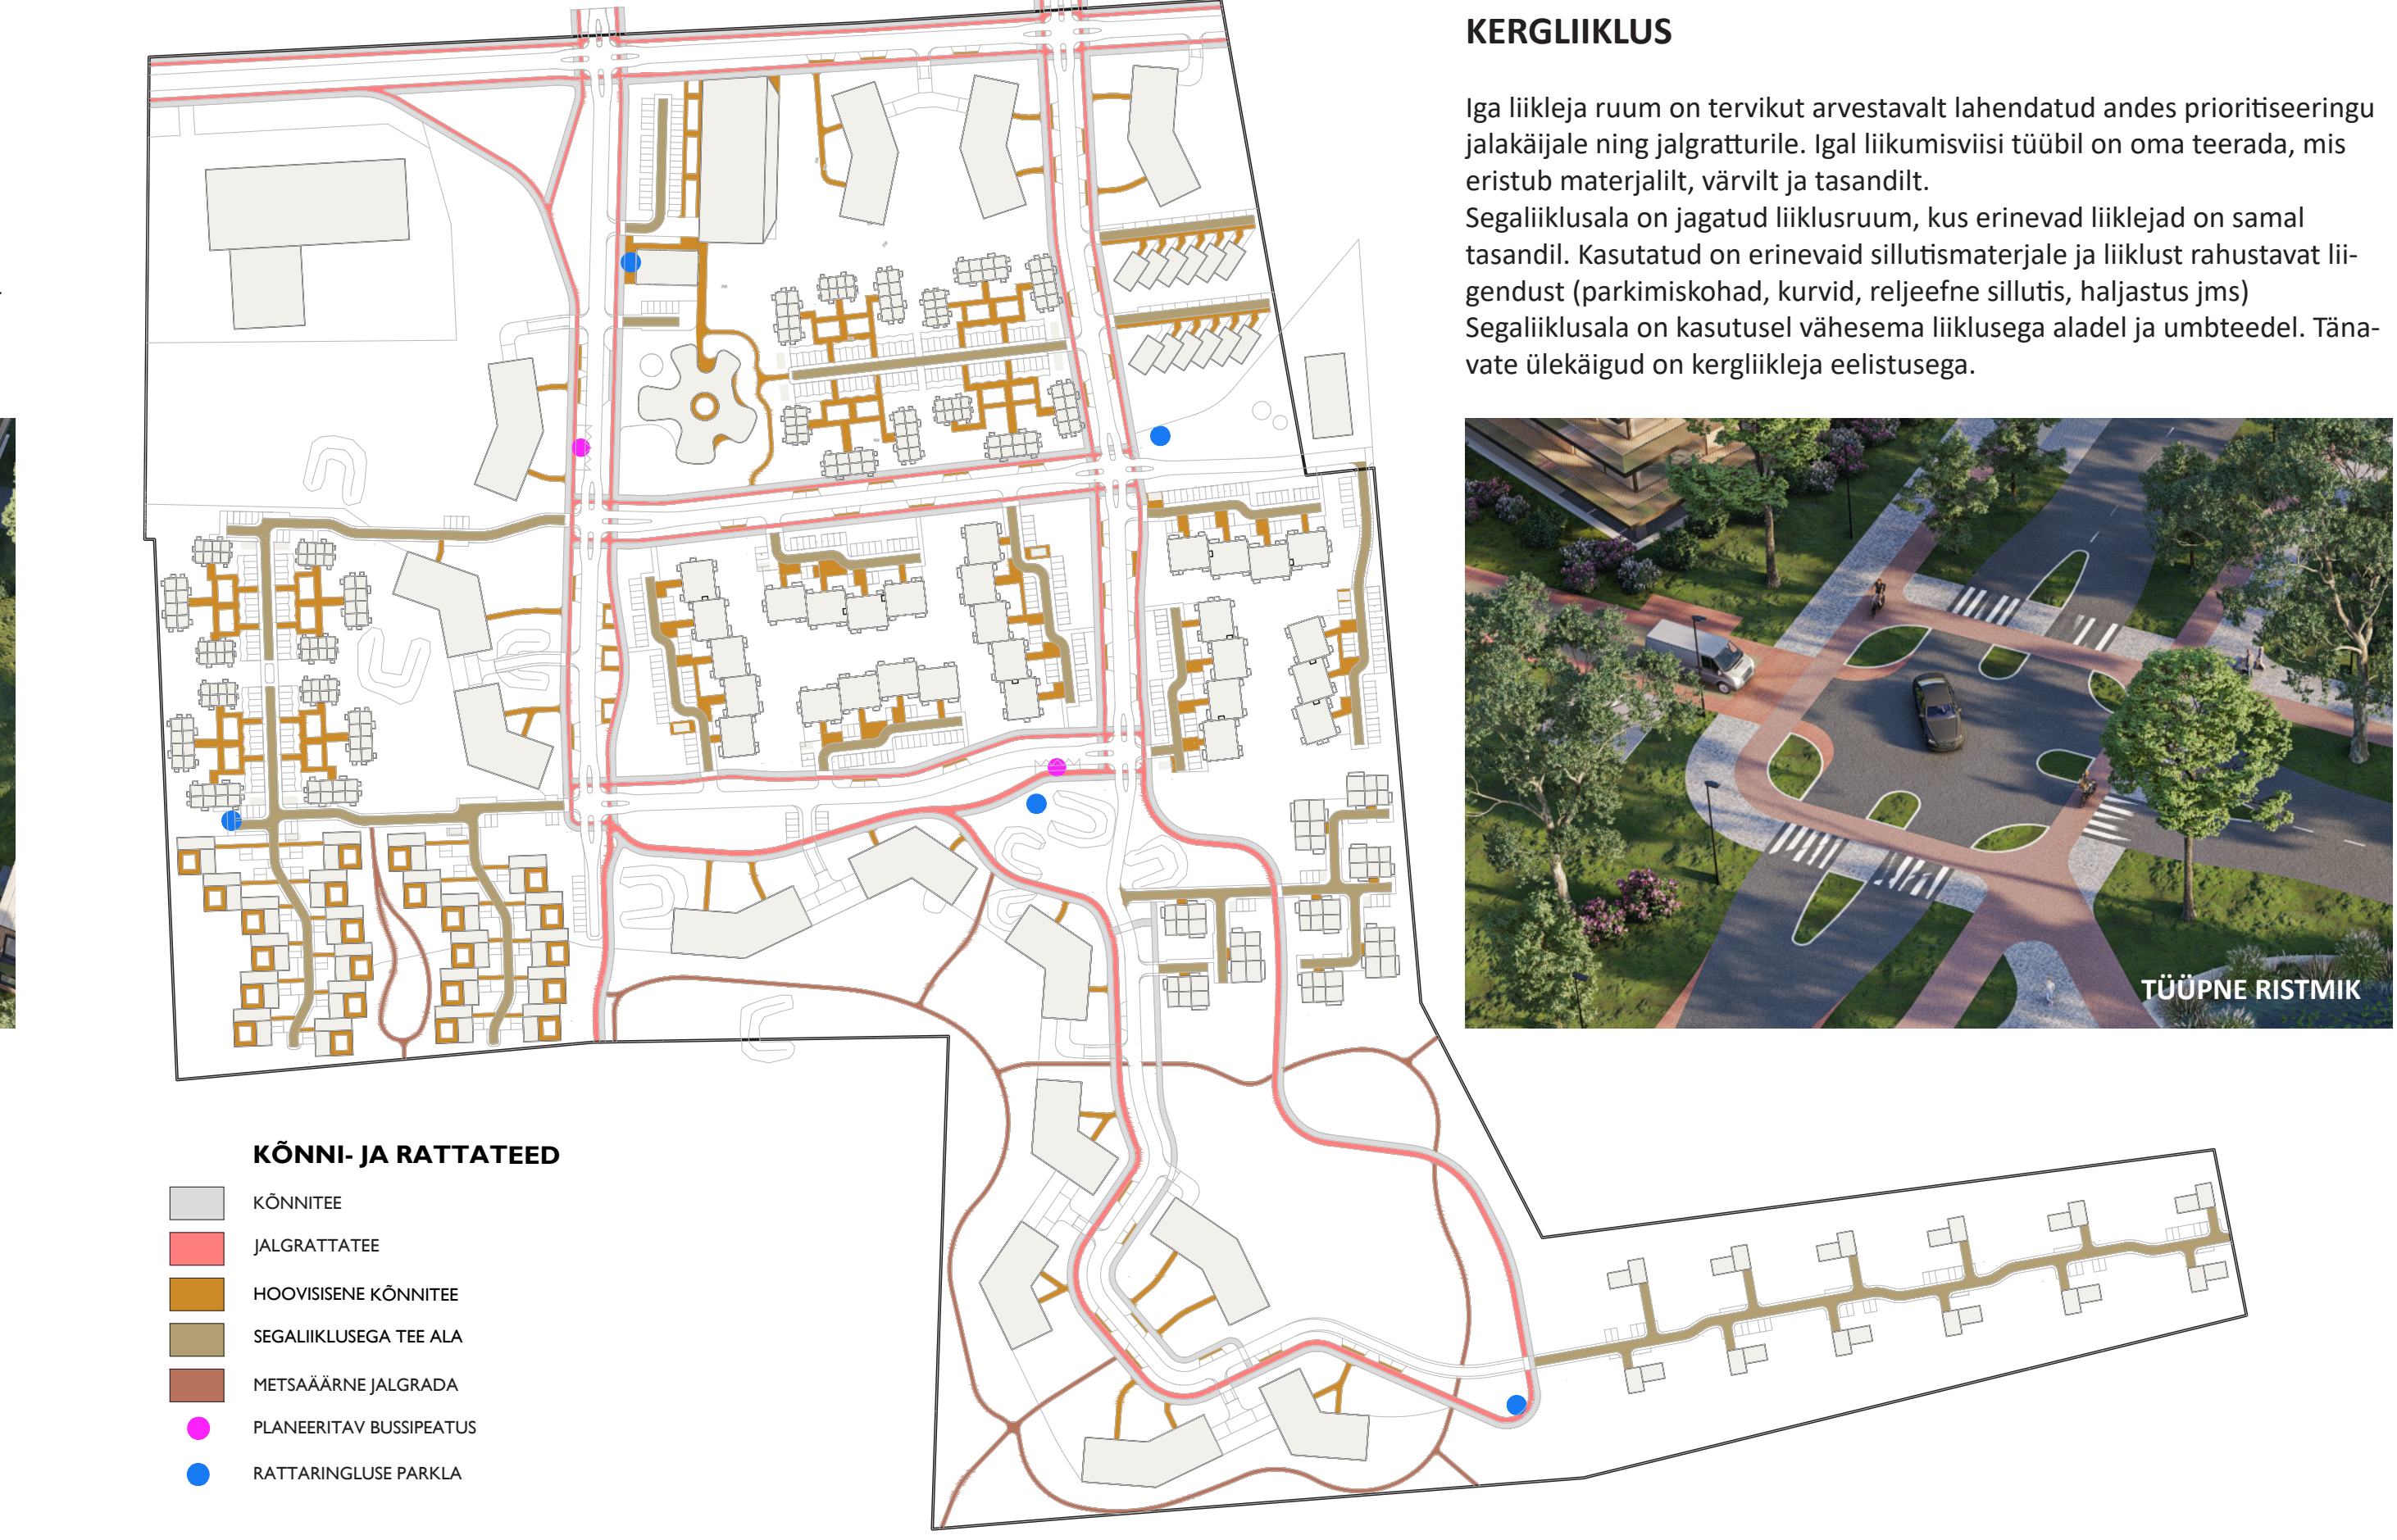 KERGLIIKLUS
Iga liikleja ruum on tervikut arvestavalt lahendatud andes prioritiseeringu
jalakäijale ning jalgratturile. Igal liikumisviisi tüübil on oma teerada, mis
eristub materjalilt, värvilt ja tasandilt.
Segaliiklusala on jagatud liiklusruum, kus erinevad liiklejad on samal
tasandil. Kasutatud on erinevaid sillutismaterjale ja liiklust rahustavat lii-
gendust (parkimiskohad, kurvid, reljeefne sillutis, haljastus jms)
Segaliiklusala on kasutusel vähesema liiklusega aladel ja umbteedel. Täna-
vate ülekäigud on kergliikleja eelistusega.
TÜÜPNE RISTMIK
KÕNNI- JA RATTATEED
KÕNNITEE
JALGRATTATEE
HOOVISISENE KÕNNITEE
SEGALIIKLUSEGA TEE ALA
METSAÄÄRNE JALGRADA
PLANEERITAV BUSSIPEATUS
RATTARINGLUSE PARKLA